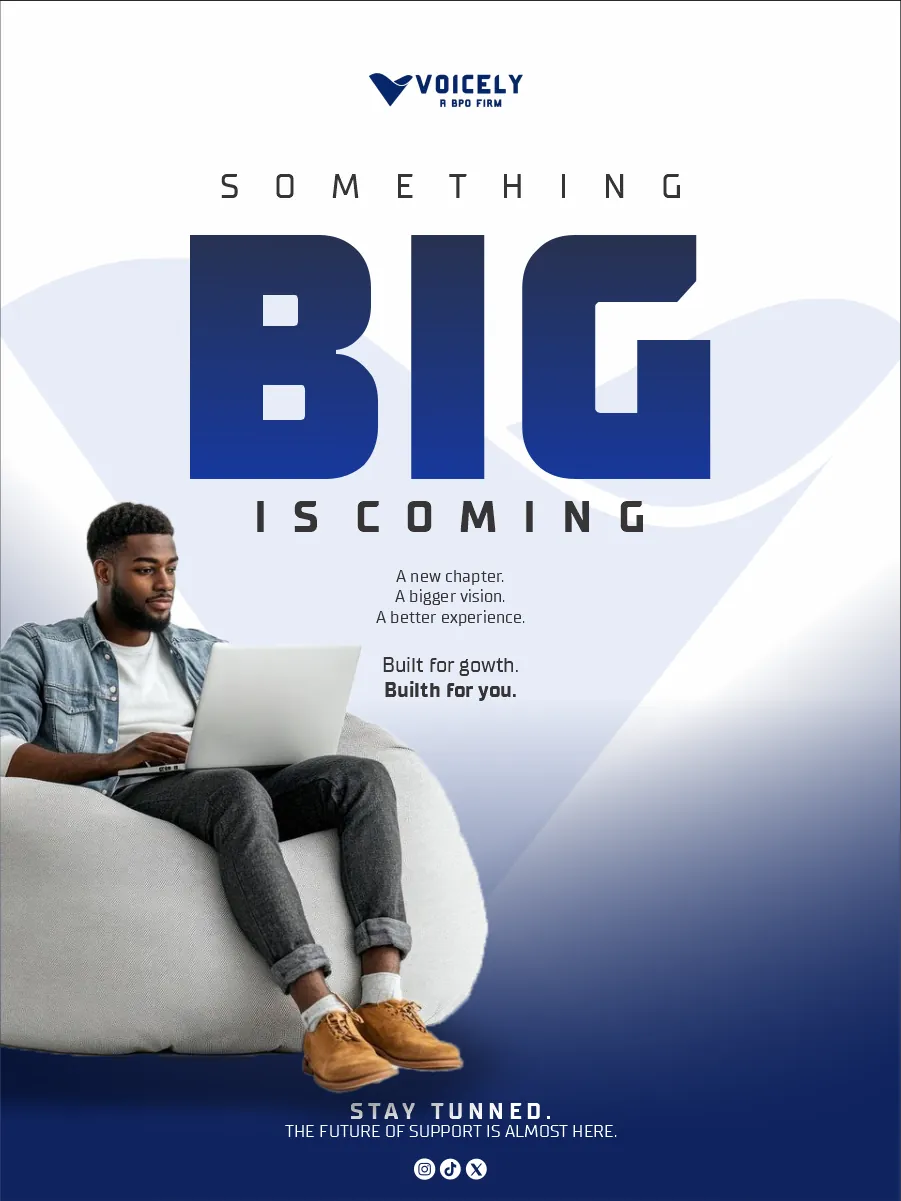 VOICELY
A BPO FIRM
SOMETHING
BIG
IS COMING
A new chapter.
A bigger vision.
A better experience.
Built for gowth.
Builth for you.
STAY TUNNED.
THE FUTURE OF SUPPORT IS ALMOST HERE.